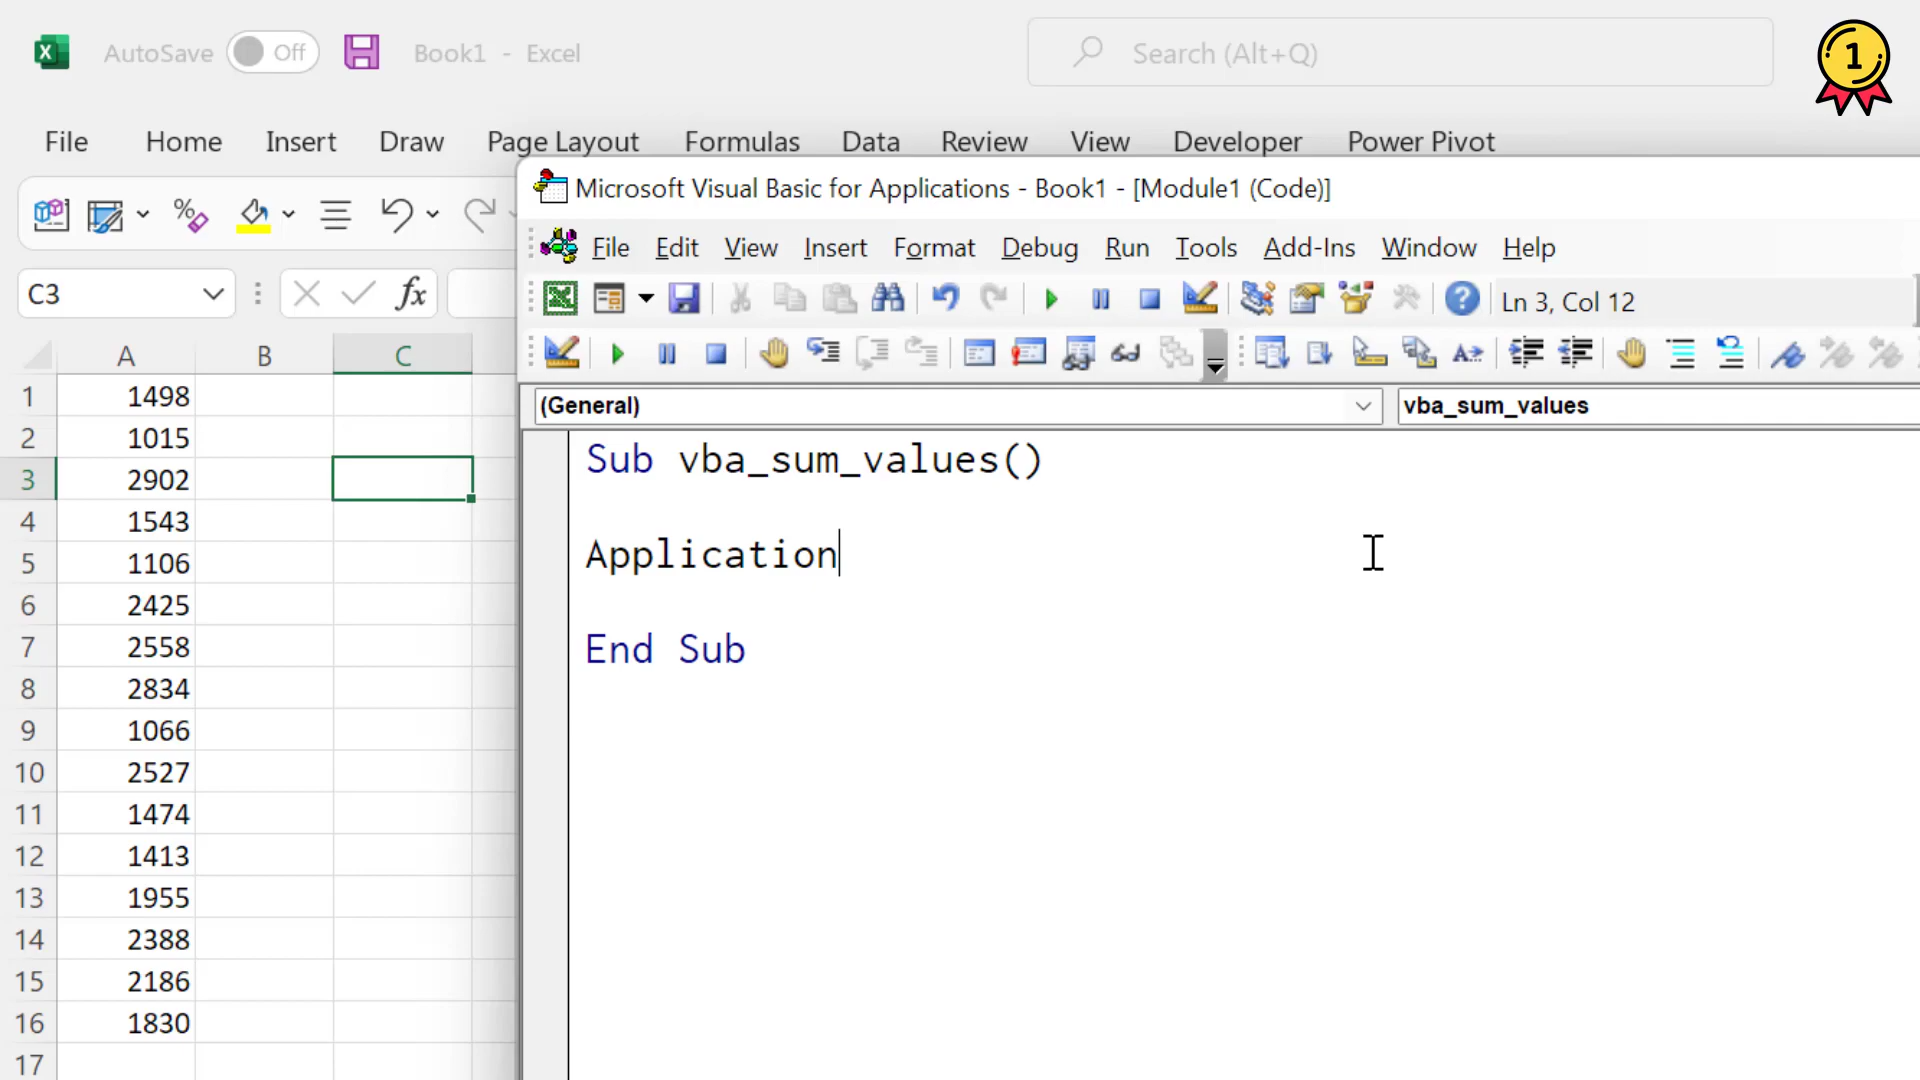 AutoSave Off Book1 - Excel Search (Alt+Q) 1
File Home Insert Draw Page Layout Formulas Data Review View Developer Power Pivot
Microsoft Visual Basic for Applications - Book1 - [Module1 (Code)]
File Edit View Insert Format Debug Run Tools Add-Ins Window Help
C3 fx
Ln 3, Col 12
A B C
(General) vba_sum_values
1 1498
2 1015
3 2902
4 1543
5 1106
6 2425
7 2558
8 2834
9 1066
10 2527
11 1474
12 1413
13 1955
14 2388
15 2186
16 1830
17
Sub vba_sum_values()
Application
End Sub